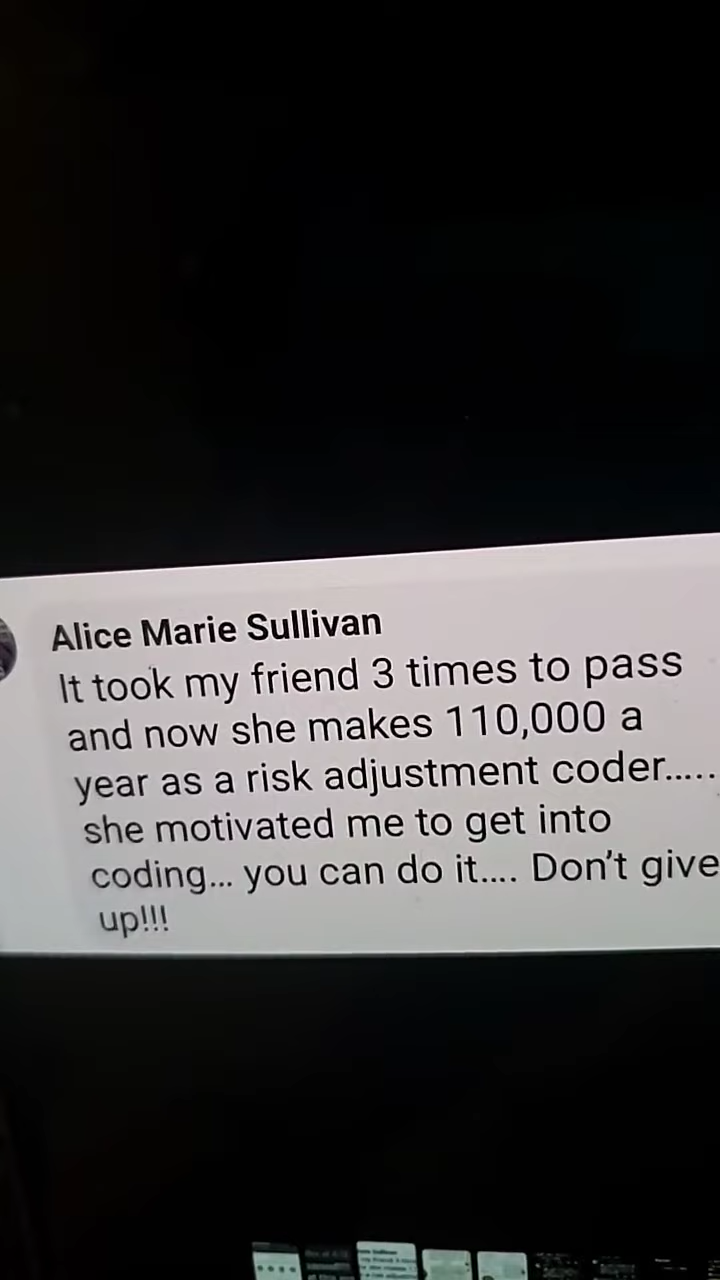 Alice Marie Sullivan
It took my friend 3 times to pass
and now she makes 110,000 a
year as a risk adjustment coder.....
she motivated me to get into
coding... you can do it.... Don't give
up!!!